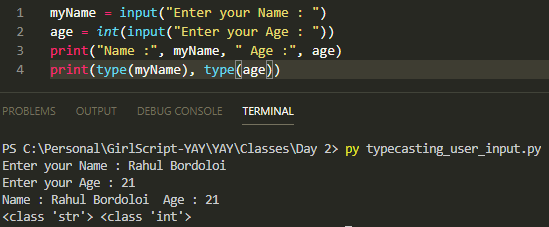 1 myName = input("Enter your Name : ")
2 age = int(input("Enter your Age : "))
3 print("Name :", myName, " Age :", age)
4 print(type(myName), type(age))
PROBLEMS OUTPUT DEBUG CONSOLE TERMINAL
PS C:\Personal\GirlScript-YAY\YAY\Classes\Day 2> py typecasting_user_input.py
Enter your Name : Rahul Bordoloi
Enter your Age : 21
Name : Rahul Bordoloi  Age : 21
<class 'str'> <class 'int'>